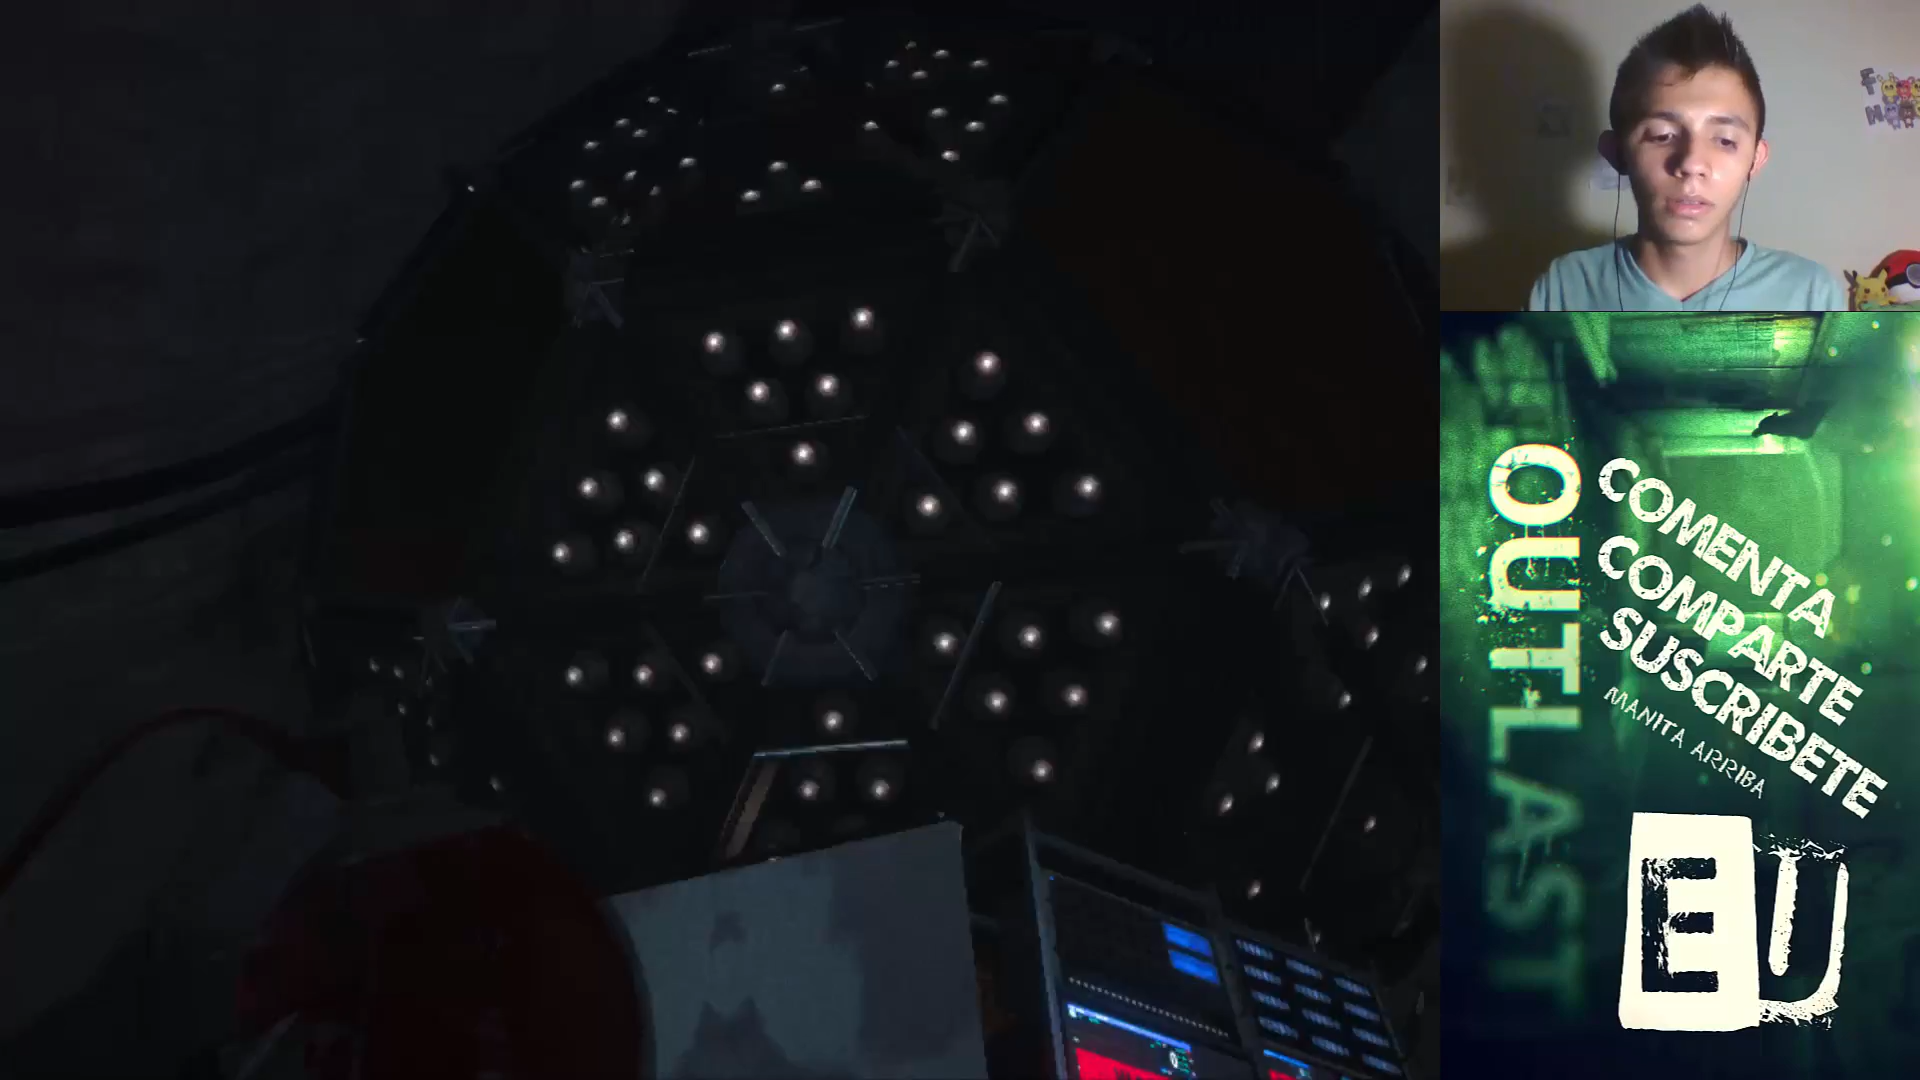 F
N
OUTLAST
COMENTA
COMPARTE
SUSCRIBETE
MANITA ARRIBA
EU